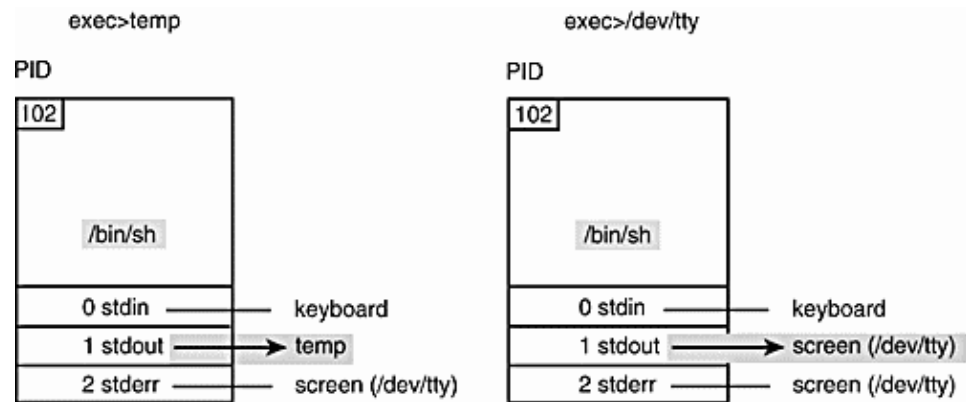 exec>temp
PID
102
/bin/sh
0 stdin keyboard
1 stdout temp
2 stderr screen (/dev/tty)
exec>/dev/tty
PID
102
/bin/sh
0 stdin keyboard
1 stdout screen (/dev/tty)
2 stderr screen (/dev/tty)